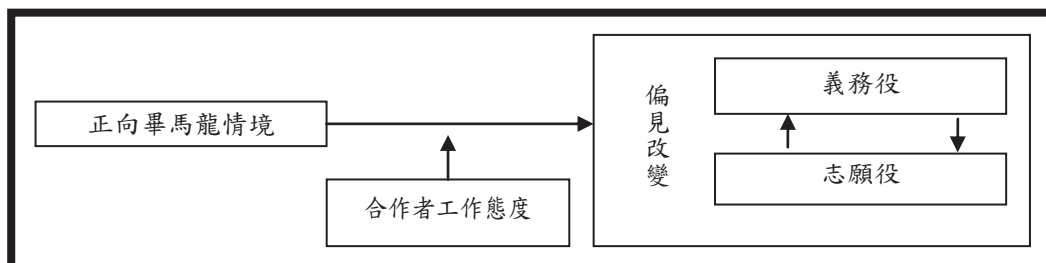 正向畢馬龍情境
合作者工作態度
偏見改變
義務役
志願役